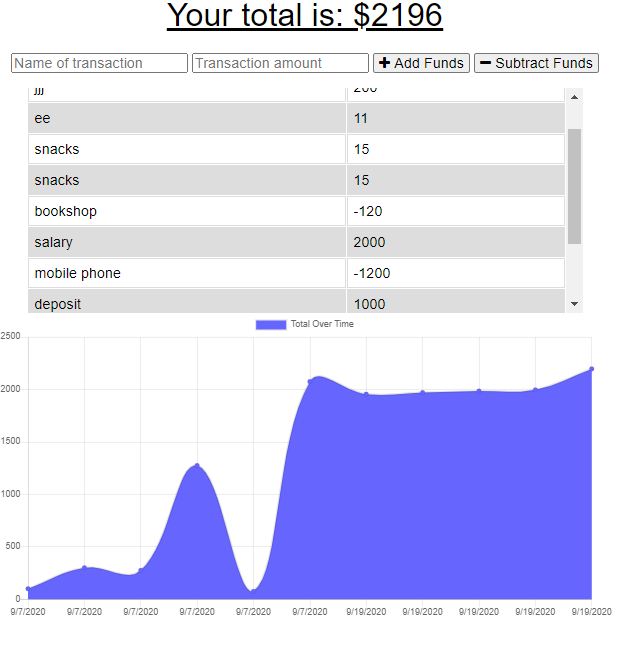 Your total is: $2196
Name of transaction Transaction amount Add Funds Subtract Funds
jjj 200
ee 11
snacks 15
snacks 15
bookshop -120
salary 2000
mobile phone -1200
deposit 1000
Total Over Time
2500
2000
1500
1000
500
0
9/7/2020 9/7/2020 9/7/2020 9/7/2020 9/7/2020 9/7/2020 9/19/2020 9/19/2020 9/19/2020 9/19/2020 9/19/2020